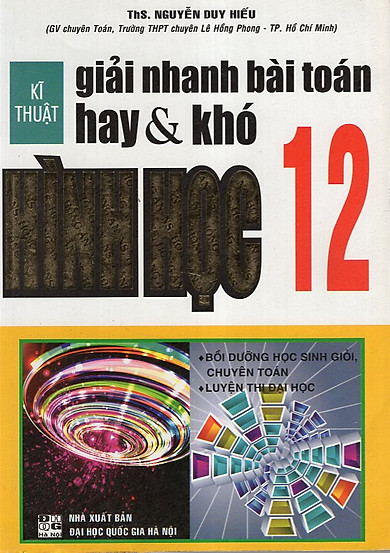 ThS. NGUYỄN DUY HIẾU
(GV chuyên Toán, Trường THPT chuyên Lê Hồng Phong - TP. Hồ Chí Minh)
KĨ
THUẬT
giải nhanh bài toán
hay & khó
HÌNH HỌC
12
♦BỒI DƯỠNG HỌC SINH GIỎI,
CHUYÊN TOÁN
♦LUYỆN THI ĐẠI HỌC
NHÀ XUẤT BẢN
ĐẠI HỌC QUỐC GIA HÀ NỘI
Hà Nội